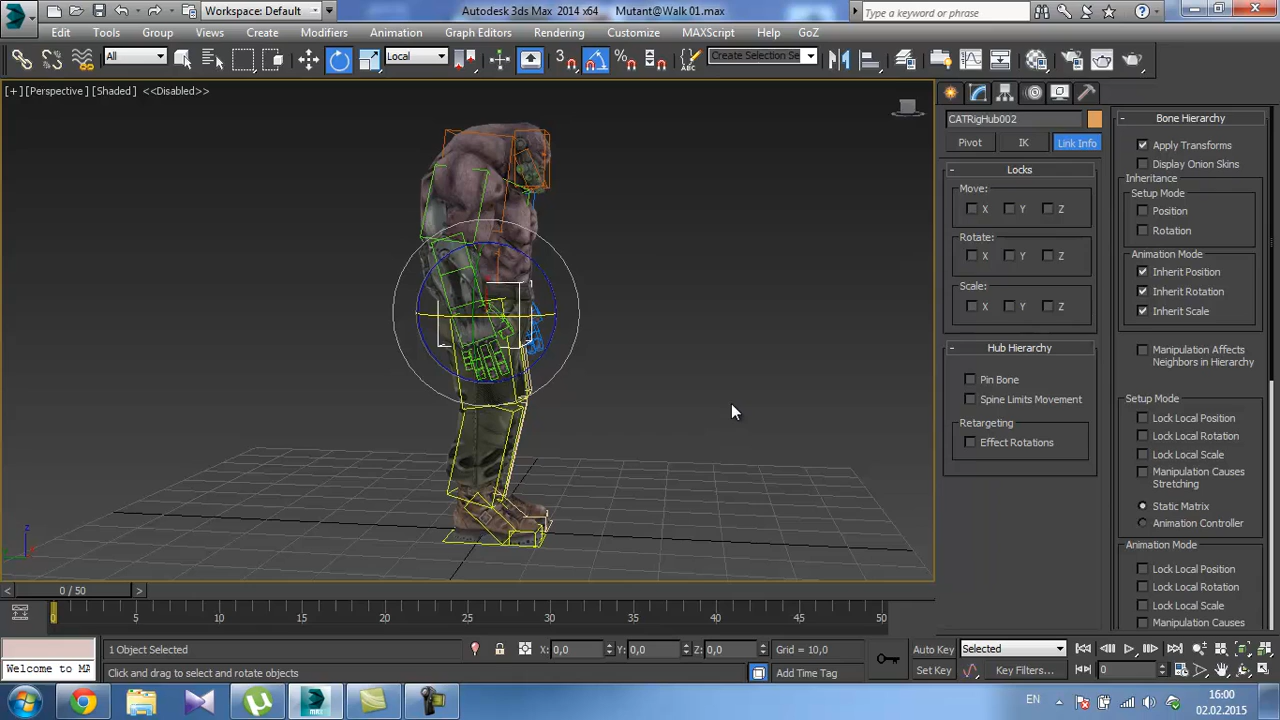 Workspace: Default
Autodesk 3ds Max 2014 x64
Mutant@Walk 01.max
Type a keyword or phrase
Edit Tools Group Views Create Modifiers Animation Graph Editors Rendering Customize MAXScript Help GoZ
All
Local
3
Create Selection Se
[+] [Perspective] [Shaded] <<Disabled>>
CATRigHub002
Pivot IK Link Info
- Locks
Move:
X Y Z
Rotate:
X Y Z
Scale:
X Y Z
- Hub Hierarchy
Pin Bone
Spine Limits Movement
Retargeting
Effect Rotations
- Bone Hierarchy
Apply Transforms
Display Onion Skins
Inheritance
Setup Mode
Position
Rotation
Animation Mode
Inherit Position
Inherit Rotation
Inherit Scale
Manipulation Affects
Neighbors in Hierarchy
Setup Mode
Lock Local Position
Lock Local Rotation
Lock Local Scale
Manipulation Causes
Stretching
Static Matrix
Animation Controller
Animation Mode
Lock Local Position
Lock Local Rotation
Lock Local Scale
Manipulation Causes
z
< 0 / 50 >
0 5 10 15 20 25 30 35 40 45 50
1 Object Selected
X: 0,0 Y: 0,0 Z: 0,0 Grid = 10,0
Auto Key Selected
Welcome to MA
Click and drag to select and rotate objects
Add Time Tag
Set Key Key Filters... 0
EN
16:00
02.02.2015